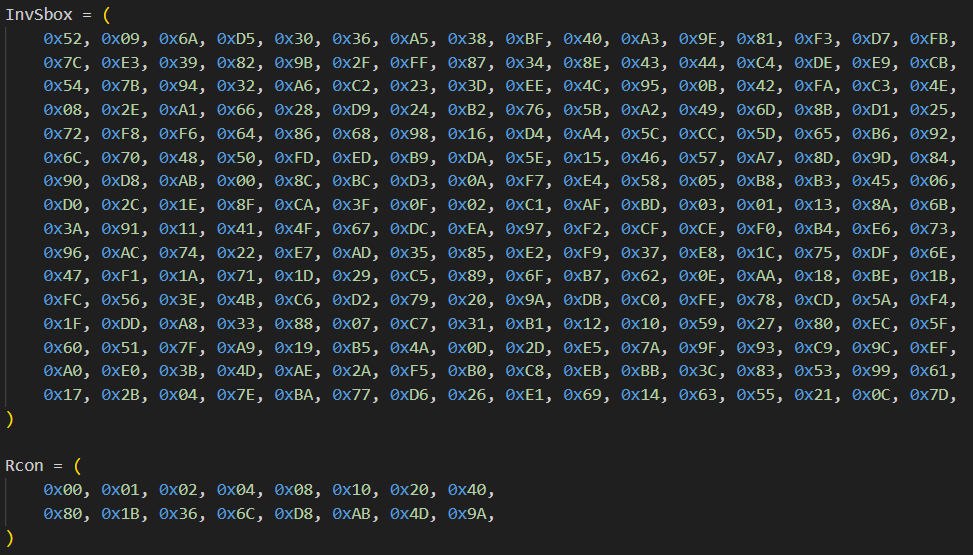 InvSbox = (
0x52, 0x09, 0x6A, 0xD5, 0x30, 0x36, 0xA5, 0x38, 0xBF, 0x40, 0xA3, 0x9E, 0x81, 0xF3, 0xD7, 0xFB,
0x7C, 0xE3, 0x39, 0x82, 0x9B, 0x2F, 0xFF, 0x87, 0x34, 0x8E, 0x43, 0x44, 0xC4, 0xDE, 0xE9, 0xCB,
0x54, 0x7B, 0x94, 0x32, 0xA6, 0xC2, 0x23, 0x3D, 0xEE, 0x4C, 0x95, 0x0B, 0x42, 0xFA, 0xC3, 0x4E,
0x08, 0x2E, 0xA1, 0x66, 0x28, 0xD9, 0x24, 0xB2, 0x76, 0x5B, 0xA2, 0x49, 0x6D, 0x8B, 0xD1, 0x25,
0x72, 0xF8, 0xF6, 0x64, 0x86, 0x68, 0x98, 0x16, 0xD4, 0xA4, 0x5C, 0xCC, 0x5D, 0x65, 0xB6, 0x92,
0x6C, 0x70, 0x48, 0x50, 0xFD, 0xED, 0xB9, 0xDA, 0x5E, 0x15, 0x46, 0x57, 0xA7, 0x8D, 0x9D, 0x84,
0x90, 0xD8, 0xAB, 0x00, 0x8C, 0xBC, 0xD3, 0x0A, 0xF7, 0xE4, 0x58, 0x05, 0xB8, 0xB3, 0x45, 0x06,
0xD0, 0x2C, 0x1E, 0x8F, 0xCA, 0x3F, 0x0F, 0x02, 0xC1, 0xAF, 0xBD, 0x03, 0x01, 0x13, 0x8A, 0x6B,
0x3A, 0x91, 0x11, 0x41, 0x4F, 0x67, 0xDC, 0xEA, 0x97, 0xF2, 0xCF, 0xCE, 0xF0, 0xB4, 0xE6, 0x73,
0x96, 0xAC, 0x74, 0x22, 0xE7, 0xAD, 0x35, 0x85, 0xE2, 0xF9, 0x37, 0xE8, 0x1C, 0x75, 0xDF, 0x6E,
0x47, 0xF1, 0x1A, 0x71, 0x1D, 0x29, 0xC5, 0x89, 0x6F, 0xB7, 0x62, 0x0E, 0xAA, 0x18, 0xBE, 0x1B,
0xFC, 0x56, 0x3E, 0x4B, 0xC6, 0xD2, 0x79, 0x20, 0x9A, 0xDB, 0xC0, 0xFE, 0x78, 0xCD, 0x5A, 0xF4,
0x1F, 0xDD, 0xA8, 0x33, 0x88, 0x07, 0xC7, 0x31, 0xB1, 0x12, 0x10, 0x59, 0x27, 0x80, 0xEC, 0x5F,
0x60, 0x51, 0x7F, 0xA9, 0x19, 0xB5, 0x4A, 0x0D, 0x2D, 0xE5, 0x7A, 0x9F, 0x93, 0xC9, 0x9C, 0xEF,
0xA0, 0xE0, 0x3B, 0x4D, 0xAE, 0x2A, 0xF5, 0xB0, 0xC8, 0xEB, 0xBB, 0x3C, 0x83, 0x53, 0x99, 0x61,
0x17, 0x2B, 0x04, 0x7E, 0xBA, 0x77, 0xD6, 0x26, 0xE1, 0x69, 0x14, 0x63, 0x55, 0x21, 0x0C, 0x7D,
)
Rcon = (
0x00, 0x01, 0x02, 0x04, 0x08, 0x10, 0x20, 0x40,
0x80, 0x1B, 0x36, 0x6C, 0xD8, 0xAB, 0x4D, 0x9A,
)